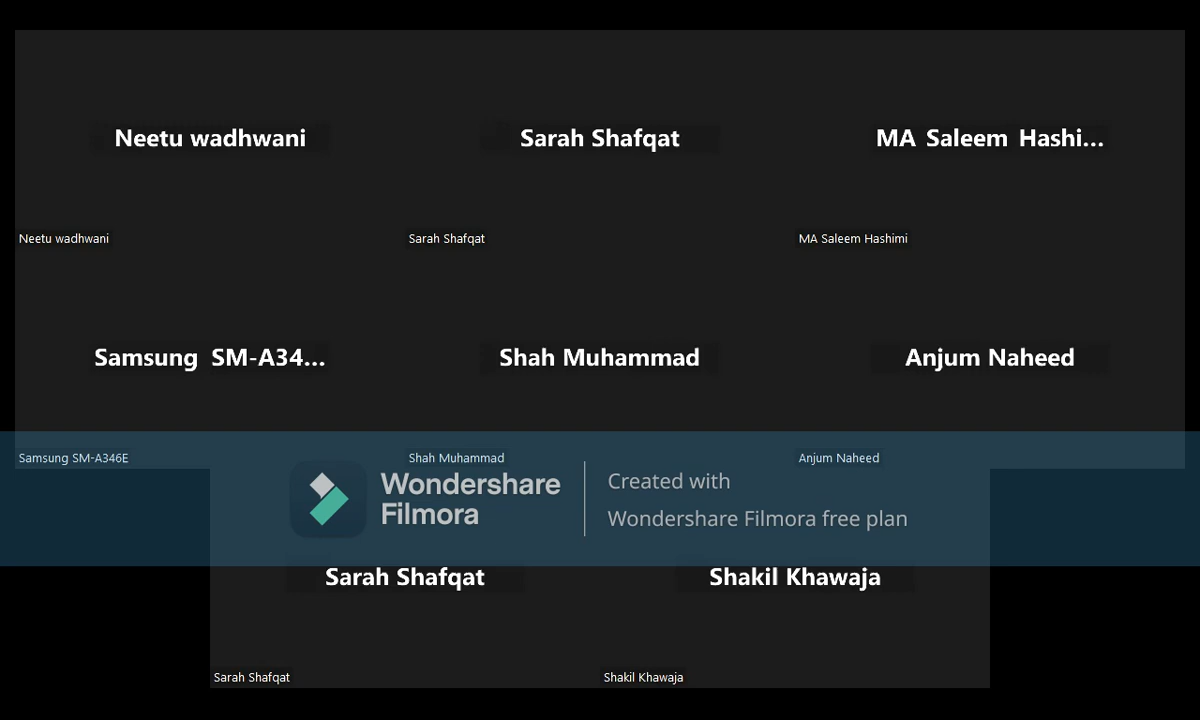 Neetu wadhwani
Sarah Shafqat
MA Saleem Hashi...
Neetu wadhwani
Sarah Shafqat
MA Saleem Hashimi
Samsung SM-A34...
Shah Muhammad
Anjum Naheed
Samsung SM-A346E
Shah Muhammad
Anjum Naheed
Wondershare
Filmora
Created with
Wondershare Filmora free plan
Sarah Shafqat
Shakil Khawaja
Sarah Shafqat
Shakil Khawaja